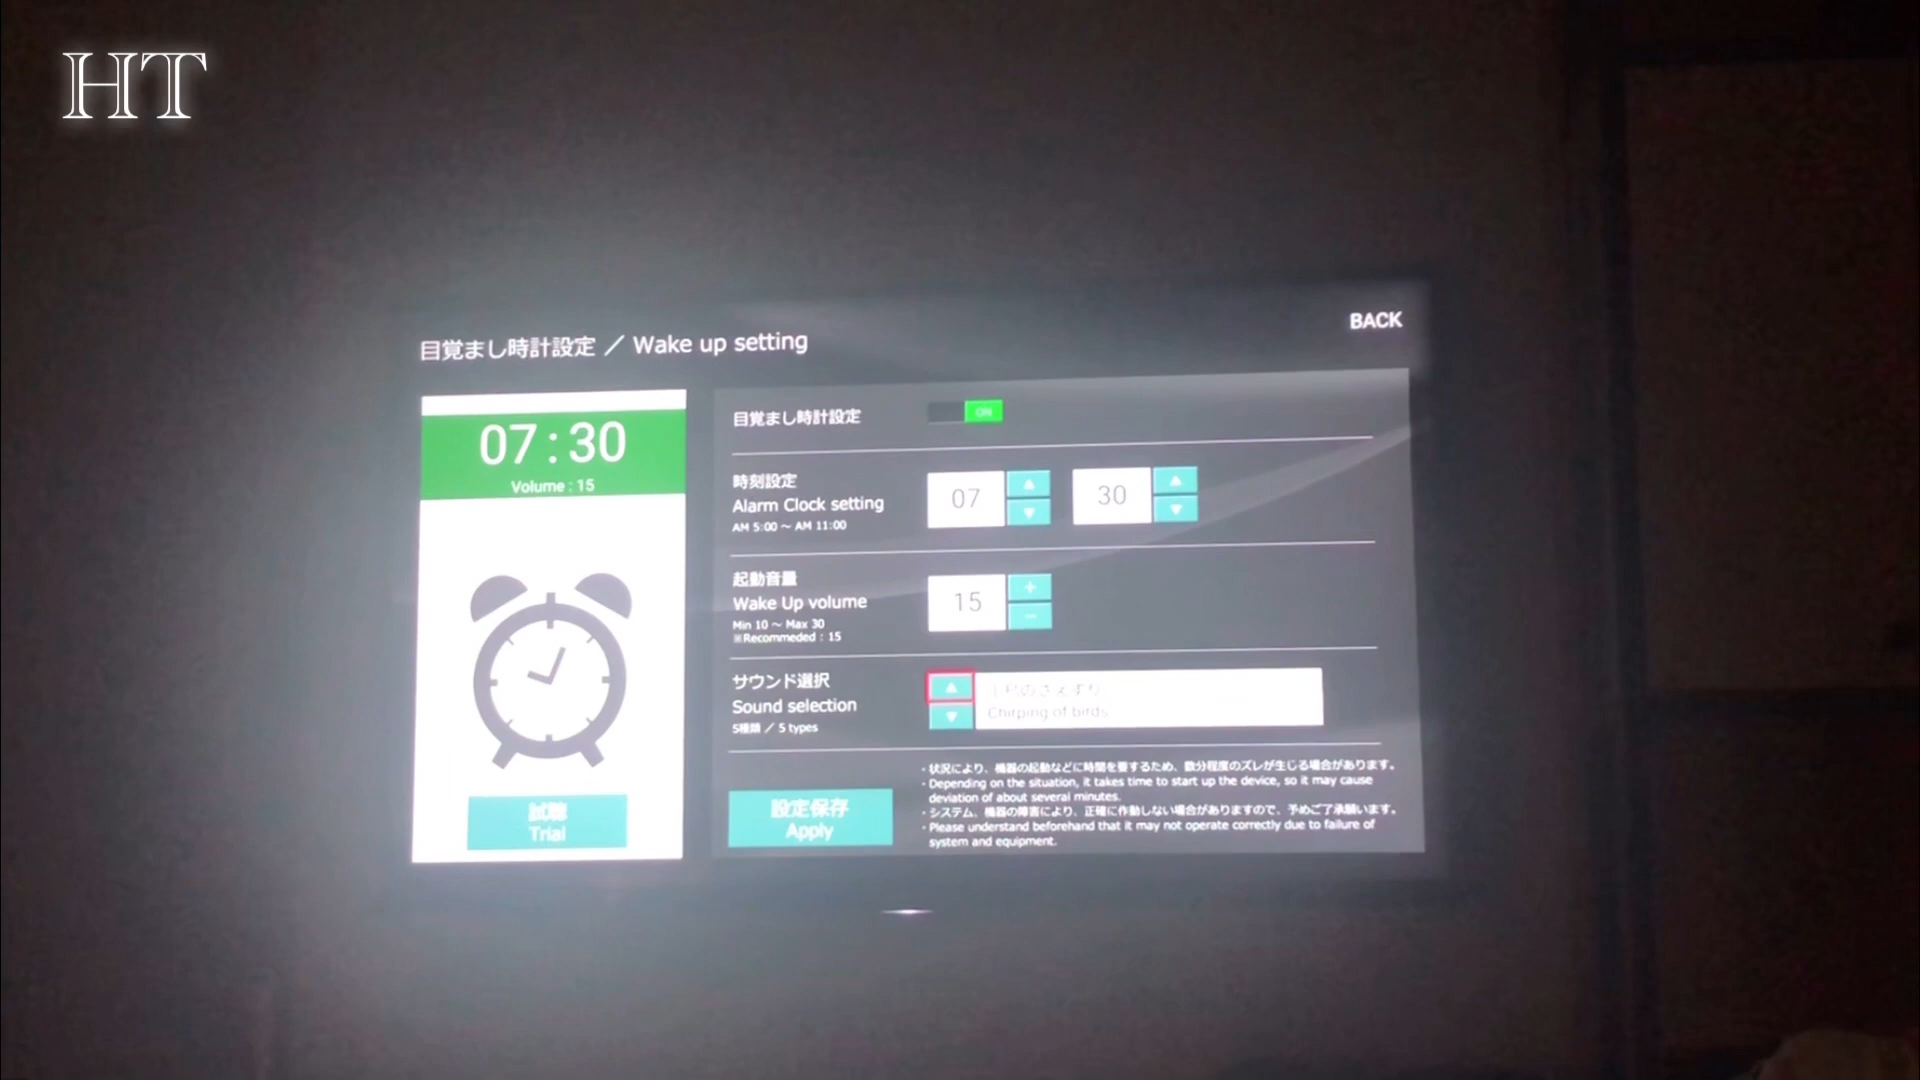 HT
BACK
目覚まし時計設定 / Wake up setting
07 : 30
Volume : 15
試聴
Trial
目覚まし時計設定
ON
時刻設定
Alarm Clock setting
AM 5:00 ~ AM 11:00
07
30
起動音量
Wake Up volume
Min 10 ~ Max 30
※Recommeded : 15
15
+
-
サウンド選択
Sound selection
5種類 / 5 types
のさえずり
Chirping of birds
設定保存
Apply
・状況により、機器の起動などに時間を要するため、数分程度のズレが生じる場合があります。
・Depending on the situation, it takes time to start up the device, so it may cause
deviation of about several minutes.
・システム、機器の障害により、正確に作動しない場合がありますので、予めご了承願います。
・Please understand beforehand that it may not operate correctly due to failure of
system and equipment.